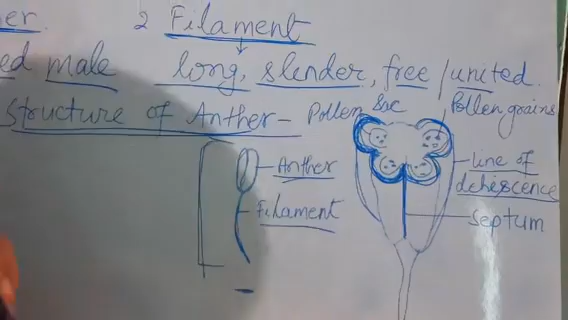 er. 2 Filament
ed male long, slender, free / united.
Structure of Anther - Pollen Sac
Pollen grains
Anther
Filament
line of
dehiscence
septum